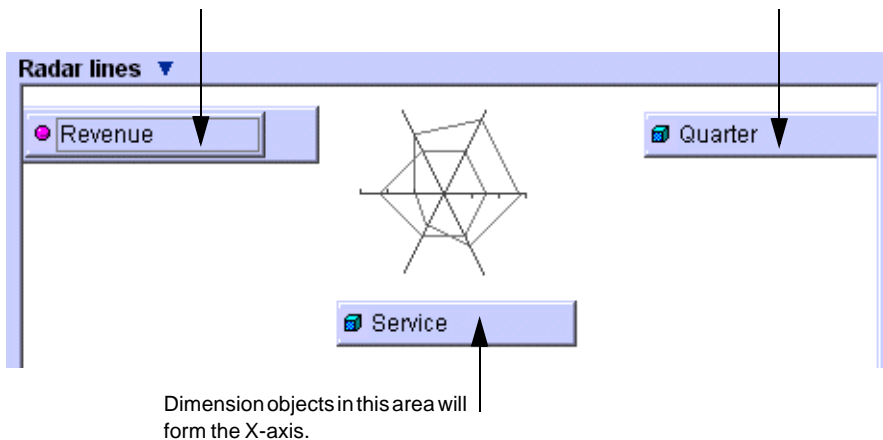 Radar lines
Revenue
Quarter
Service
Dimension objects in this area will
form the X-axis.